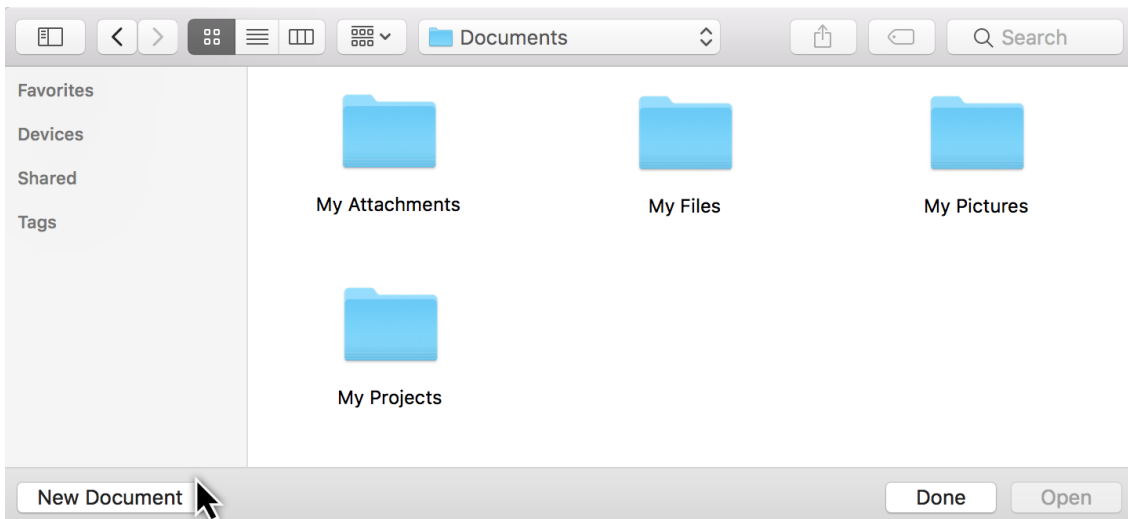 Documents
Search
Favorites
Devices
Shared
Tags
My Attachments
My Files
My Pictures
My Projects
New Document
Done
Open